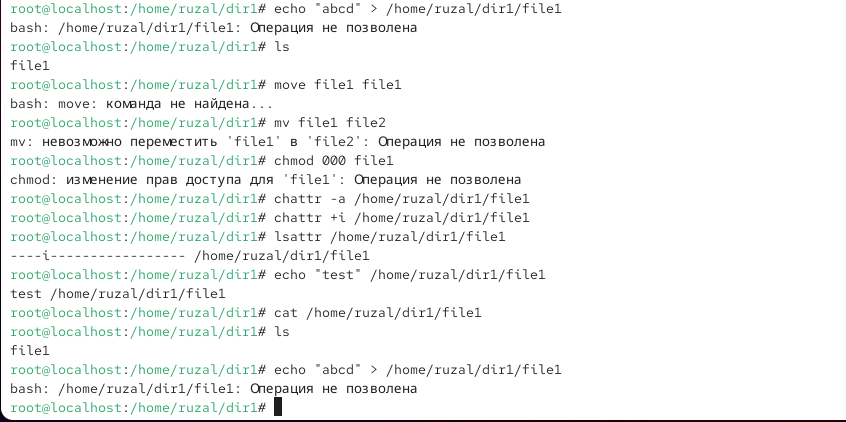 root@localhost:/home/ruzal/dir1# echo "abcd" > /home/ruzal/dir1/file1
bash: /home/ruzal/dir1/file1: Операция не позволена
root@localhost:/home/ruzal/dir1# ls
file1
root@localhost:/home/ruzal/dir1# move file1 file1
bash: move: команда не найдена...
root@localhost:/home/ruzal/dir1# mv file1 file2
mv: невозможно переместить 'file1' в 'file2': Операция не позволена
root@localhost:/home/ruzal/dir1# chmod 000 file1
chmod: изменение прав доступа для 'file1': Операция не позволена
root@localhost:/home/ruzal/dir1# chattr -a /home/ruzal/dir1/file1
root@localhost:/home/ruzal/dir1# chattr +i /home/ruzal/dir1/file1
root@localhost:/home/ruzal/dir1# lsattr /home/ruzal/dir1/file1
----i----------------- /home/ruzal/dir1/file1
root@localhost:/home/ruzal/dir1# echo "test" /home/ruzal/dir1/file1
test /home/ruzal/dir1/file1
root@localhost:/home/ruzal/dir1# cat /home/ruzal/dir1/file1
root@localhost:/home/ruzal/dir1# ls
file1
root@localhost:/home/ruzal/dir1# echo "abcd" > /home/ruzal/dir1/file1
bash: /home/ruzal/dir1/file1: Операция не позволена
root@localhost:/home/ruzal/dir1#